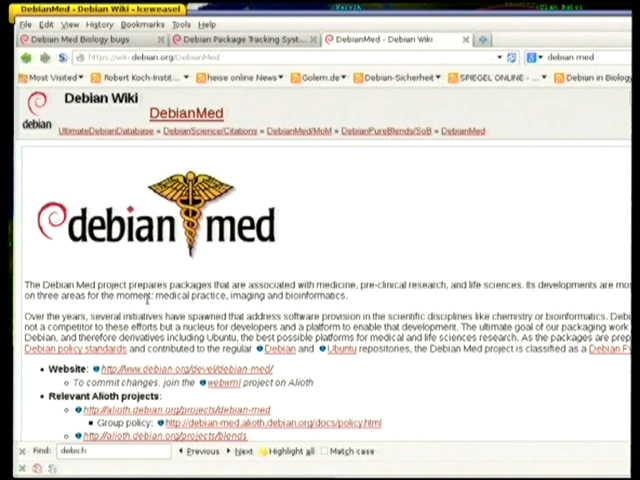 DebianMed - Debian Wiki - Iceweasel
File Edit View History Bookmarks Tools Help
Debian Med Biology bugs
Debian Package Tracking Syst...
DebianMed - Debian Wiki
https://wiki.debian.org/DebianMed
debian med
Most Visited
Robert Koch-Instit...
heise online News
Golem.de
Debian-Sicherheit
SPIEGEL ONLINE - ...
Debian in Biology
Debian Wiki
DebianMed
debian
UltimateDebianDatabase » DebianScience/Citations » DebianMed/MoM » DebianPureBlends/SoB » DebianMed
debian med
The Debian Med project prepares packages that are associated with medicine, pre-clinical research, and life sciences. Its developments are mos
on three areas for the moment: medical practice, imaging and bioinformatics.
Over the years, several initiatives have spawned that address software provision in the scientific disciplines like chemistry or bioinformatics. Debi
not a competitor to these efforts but a nucleus for developers and a platform to enable that development. The ultimate goal of our packaging work
Debian, and therefore derivatives including Ubuntu, the best possible platforms for medical and life sciences research. As the packages are prep
Debian policy standards and contributed to the regular Debian and Ubuntu repositories, the Debian Med project is classified as a Debian P
• Website: http://www.debian.org/devel/debian-med/
To commit changes, join the webwml project on Alioth
• Relevant Alioth projects:
http://alioth.debian.org/projects/debian-med
Group policy: http://debian-med.alioth.debian.org/docs/policy.html
http://alioth.debian.org/projects/blends
Find: debich Previous Next Highlight all Match case